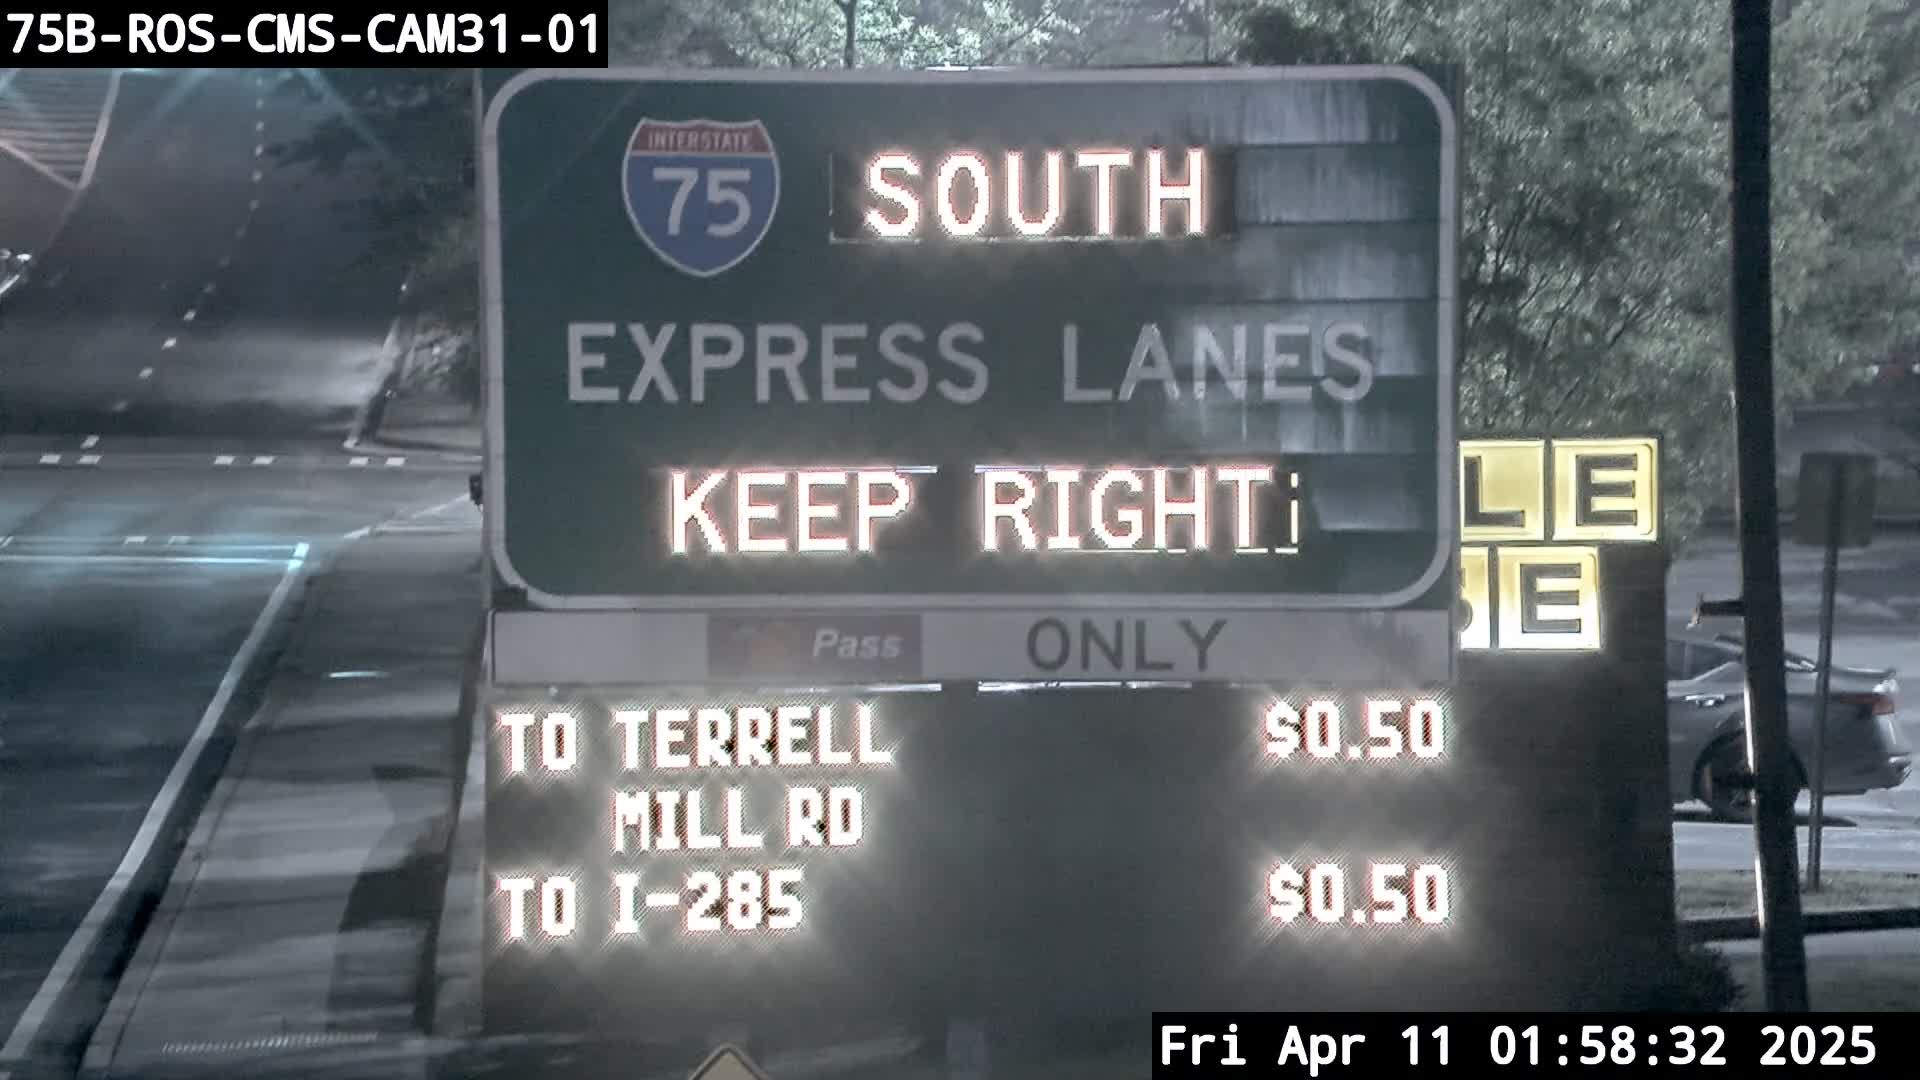 75B-ROS-CMS-CAM31-01
INTERSTATE
75
SOUTH
EXPRESS LANES
KEEP RIGHT
Pass ONLY
TO TERRELL $0.50
MILL RD
TO I-285 $0.50
LE
E
Fri Apr 11 01:58:32 2025